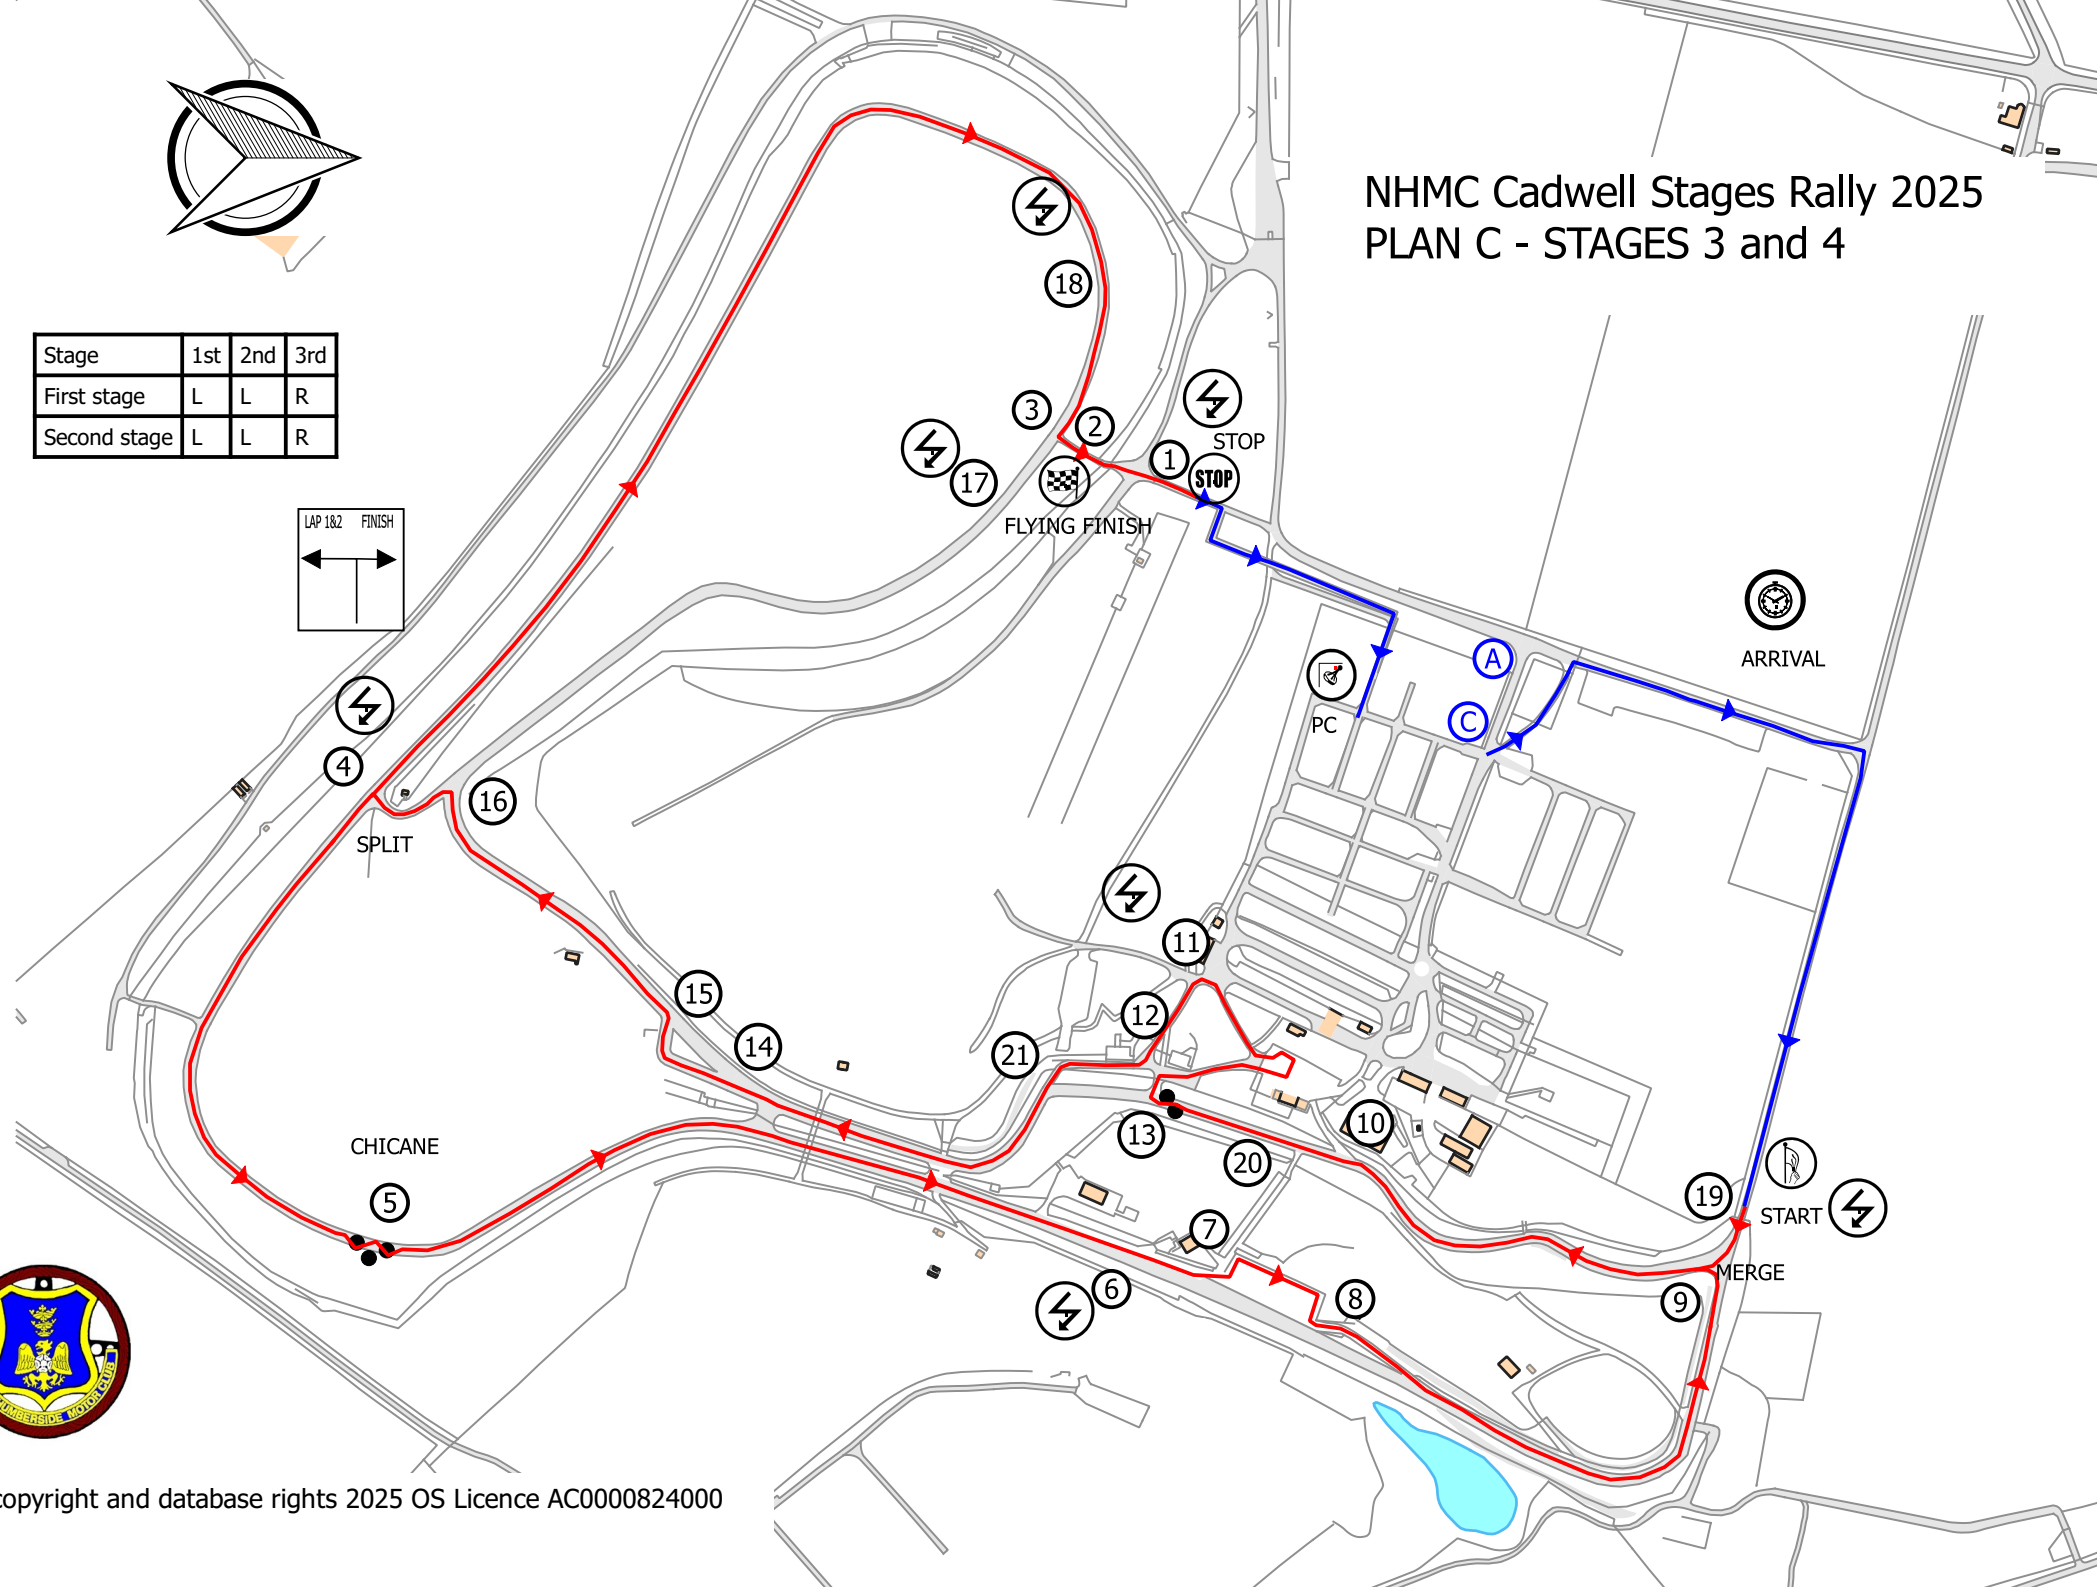 NHMC Cadwell Stages Rally 2025
PLAN C - STAGES 3 and 4
Stage 1st 2nd 3rd
First stage L L R
Second stage L L R
LAP 1&2 FINISH
18
3
2
1
STOP
STOP
17
FLYING FINISH
A
ARRIVAL
C
PC
4
16
SPLIT
11
15
12
14
21
10
13
20
CHICANE
5
7
19
START
MERGE
6
8
9
UMBERSIDE MOTOR CLUB
copyright and database rights 2025 OS Licence AC0000824000